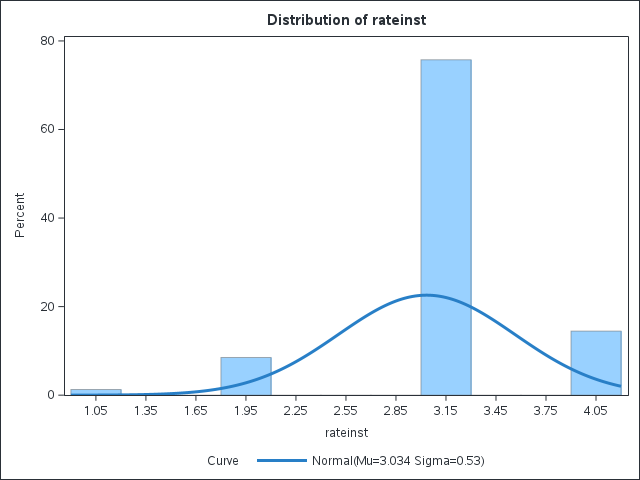 Distribution of rateinst
80
60
40
20
0
Percent
1.05 1.35 1.65 1.95 2.25 2.55 2.85 3.15 3.45 3.75 4.05
rateinst
Curve Normal(Mu=3.034 Sigma=0.53)